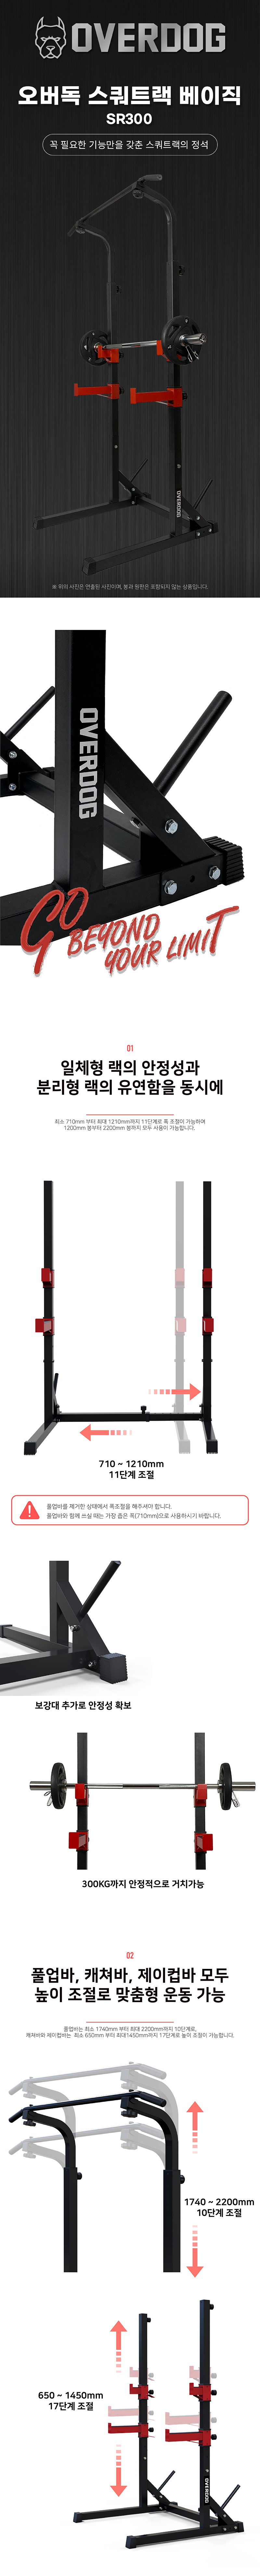 OVERDOG
오버독 스쿼트랙 베이직
SR300
꼭 필요한 기능만을 갖춘 스쿼트랙의 정석
OVERDOG
※ 위의 사진은 연출된 사진이며, 봉과 원판은 포함되지 않는 상품입니다.
OVERDOG
GO BEYOND
YOUR LIMIT
01
일체형 랙의 안정성과
분리형 랙의 유연함을 동시에
최소 710mm 부터 최대 1210mm까지 11단계로 폭 조정이 가능하여
1200mm 봉부터 2200mm 봉까지 모두 사용이 가능합니다.
710 ~ 1210mm
11단계 조절
풀업바를 제거한 상태에서 폭조절을 해주셔야 합니다.
풀업바와 함께 쓰실 때는 가장 좁은 폭(710mm)으로 사용하시기 바랍니다.
보강대 추가로 안정성 확보
300KG까지 안정적으로 거치가능
02
풀업바, 캐쳐바, 제이컵바 모두
높이 조절로 맞춤형 운동 가능
풀업바는 최소 1740mm 부터 최대 2200mm까지 10단계로,
캐쳐바와 제이컵바는 최소 650mm 부터 최대1450mm까지 17단계로 높이 조정이 가능합니다.
1740 ~ 2200mm
10단계 조절
650 ~ 1450mm
17단계 조절
OVERDOG